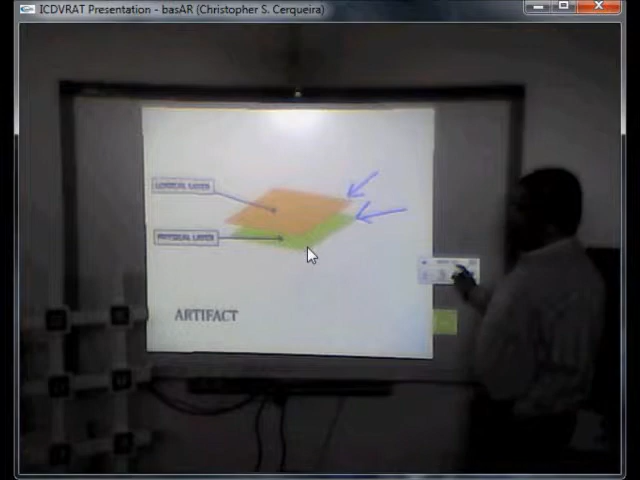 ICDVRAT Presentation - basAR (Christopher S. Cerqueira)
LOGICAL LAYER
PHYSICAL LAYER
ARTIFACT